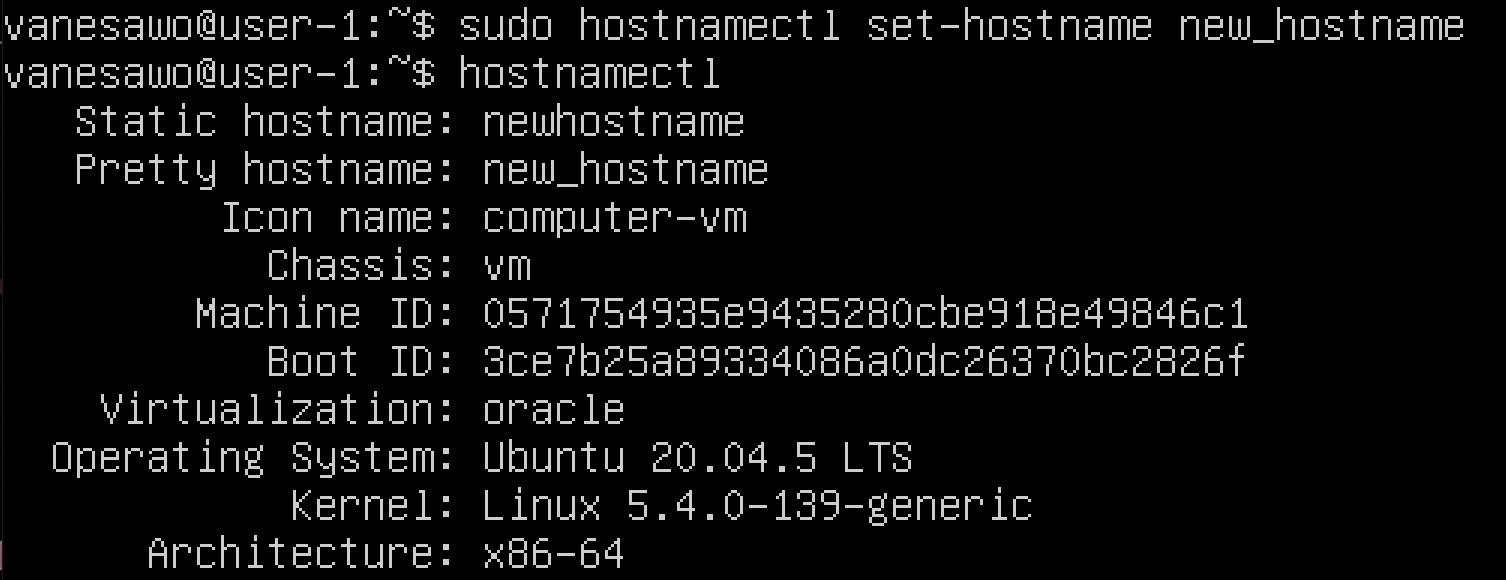 vanesawo@user-1:~$ sudo hostnamectl set-hostname new_hostname
vanesawo@user-1:~$ hostnamectl
Static hostname: newhostname
Pretty hostname: new_hostname
Icon name: computer-vm
Chassis: vm
Machine ID: 0571754935e9435280cbe918e49846c1
Boot ID: 3ce7b25a89334086a0dc26370bc2826f
Virtualization: oracle
Operating System: Ubuntu 20.04.5 LTS
Kernel: Linux 5.4.0-139-generic
Architecture: x86-64